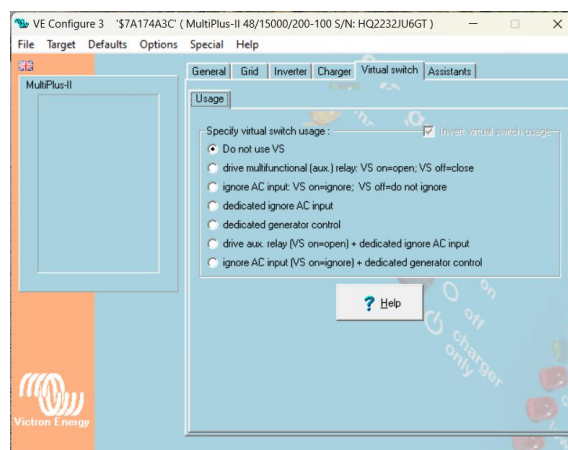 VE Configure 3 '$7A174A3C' ( MultiPlus-II 48/15000/200-100 S/N: HQ2232JU6GT )
File Target Defaults Options Special Help
MultiPlus-II
General Grid Inverter Charger Virtual switch Assistants
Usage
Specify virtual switch usage : Invert virtual switch usage
Do not use VS
drive multifunctional (aux.) relay: VS on=open; VS off=close
ignore AC input: VS on=ignore; VS off=do not ignore
dedicated ignore AC input
dedicated generator control
drive aux. relay (VS on=open) + dedicated ignore AC input
ignore AC input (VS on=ignore) + dedicated generator control
? Help
on
off
charger
only
Victron Energy